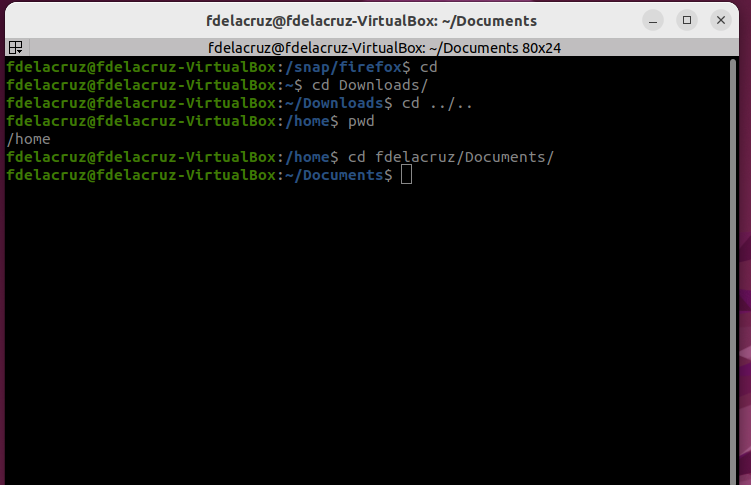 fdelacruz@fdelacruz-VirtualBox: ~/Documents
fdelacruz@fdelacruz-VirtualBox: ~/Documents 80x24
fdelacruz@fdelacruz-VirtualBox:/snap/firefox$ cd
fdelacruz@fdelacruz-VirtualBox:~$ cd Downloads/
fdelacruz@fdelacruz-VirtualBox:~/Downloads$ cd ../..
fdelacruz@fdelacruz-VirtualBox:/home$ pwd
/home
fdelacruz@fdelacruz-VirtualBox:/home$ cd fdelacruz/Documents/
fdelacruz@fdelacruz-VirtualBox:~/Documents$